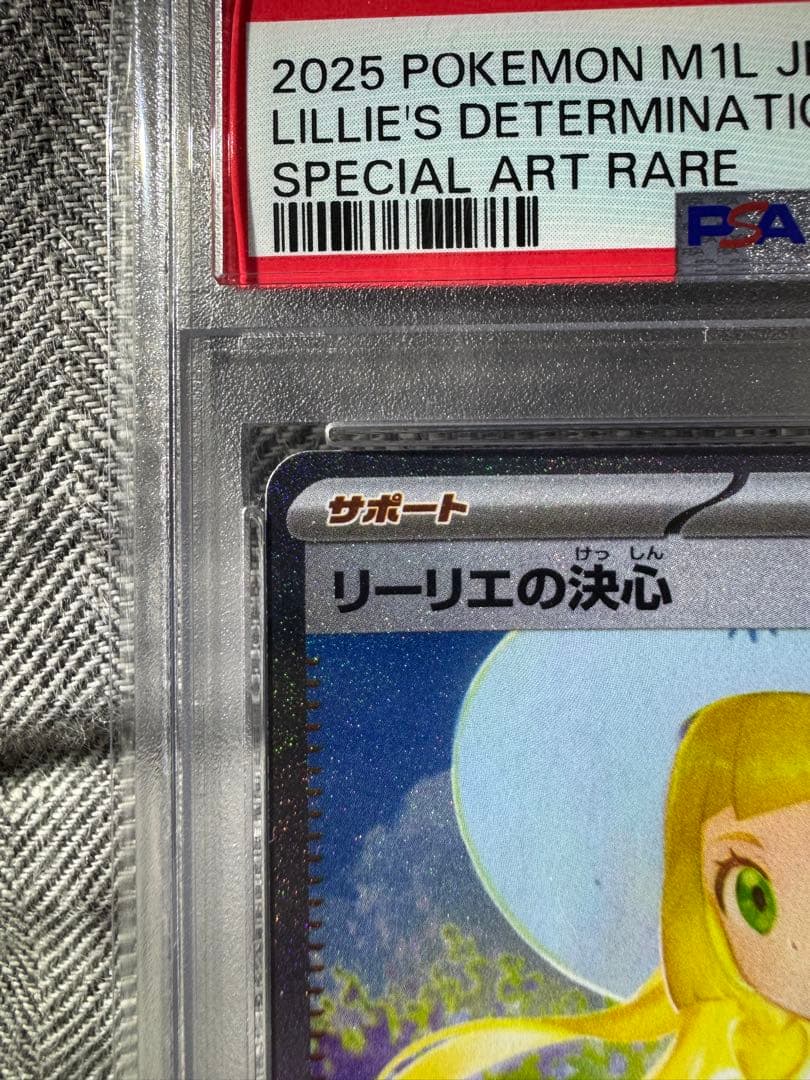 2025 POKEMON M1L
LILLIE'S DETERMINATIO
SPECIAL ART RARE
PSA
サポート
けっ しん
リーリエの決心